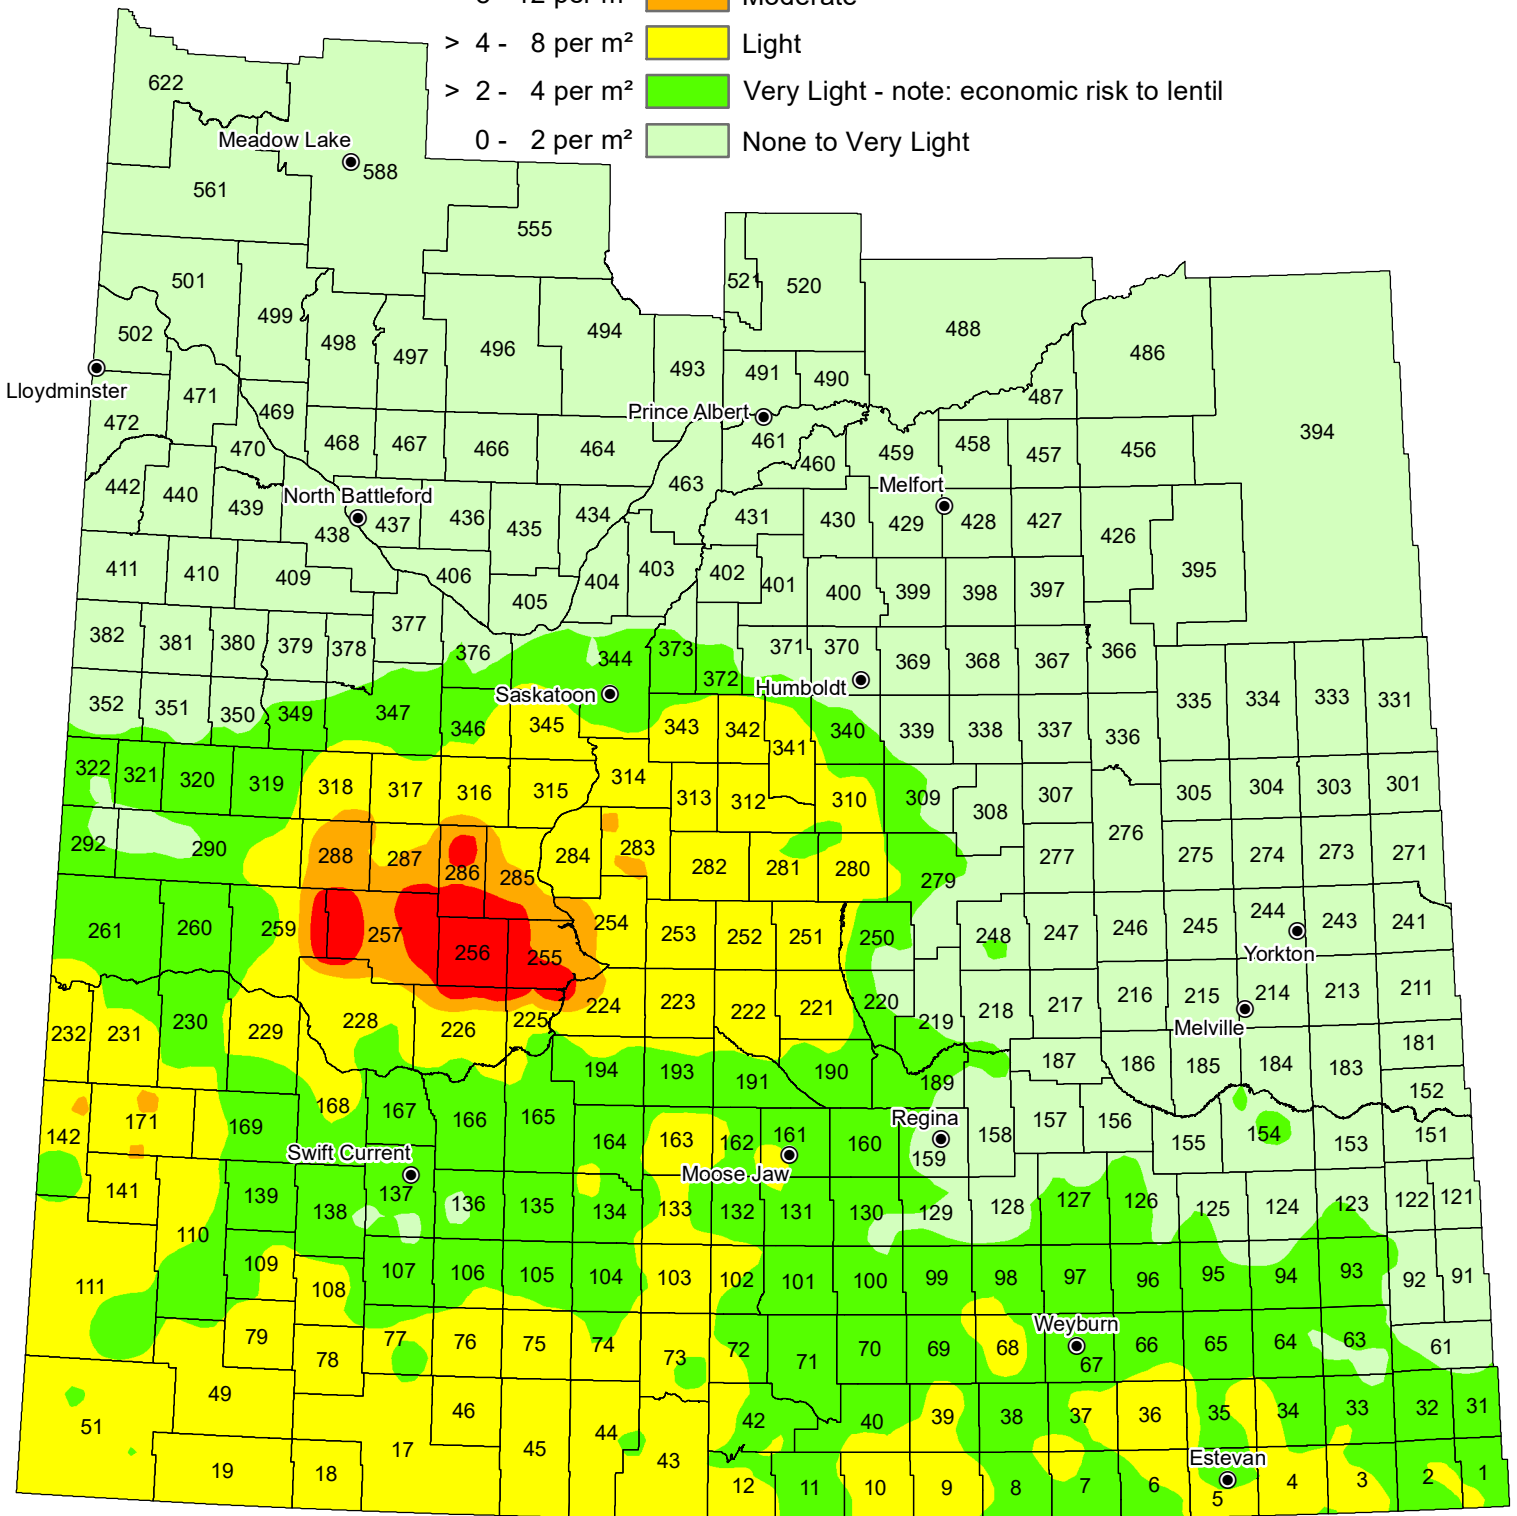 8 - 12 per m² Moderate
> 4 - 8 per m² Light
> 2 - 4 per m² Very Light - note: economic risk to lentil
0 - 2 per m² None to Very Light
622
Meadow Lake
588
561
555
501 521 520
502 499 498 497 496 494 493 488 486
Lloydminster
491 490 487
472 471 469
Prince Albert
394
470 468 467 466 464 461 460 459 458 457 456
442 440 439 North Battleford 463 Melfort
438 437 436 435 434 431 430 429 428 427 426
411 410 409 406 405 404 403 402 401 400 399 398 397 395
382 381 380 379 378 377 376 344 373 372 371 370 369 368 367 366
Saskatoon Humboldt
352 351 350 349 347 346 345 343 342 341 340 339 338 337 336 335 334 333 331
322 321 320 319 318 317 316 315 314 313 312 310 309 308 307 305 304 303 301
292 290 288 287 286 285 284 283 282 281 280 279 277 276 275 274 273 271
261 260 259 257 256 255 254 253 252 251 250 248 247 246 245 244 243 241
Yorkton
232 231 230 229 228 226 225 224 223 222 221 220 219 218 217 216 215 214 213 211
Melville
194 193 191 190 189 187 186 185 184 183 181
152
142 171 169 168 167 166 165 164 163 162 161 160 Regina 159 158 157 156 155 154 153 151
Swift Current Moose Jaw
141 139 138 137 136 135 134 133 132 131 130 129 128 127 126 125 124 123 122 121
111 110 109 108 107 106 105 104 103 102 101 100 99 98 97 96 95 94 93 92 91
Weyburn
79 78 77 76 75 74 73 72 71 70 69 68 67 66 65 64 63 61
51 49 46 44 42 40 39 38 37 36 35 34 33 32 31
Estevan
19 18 17 45 43 12 11 10 9 8 7 6 5 4 3 2 1